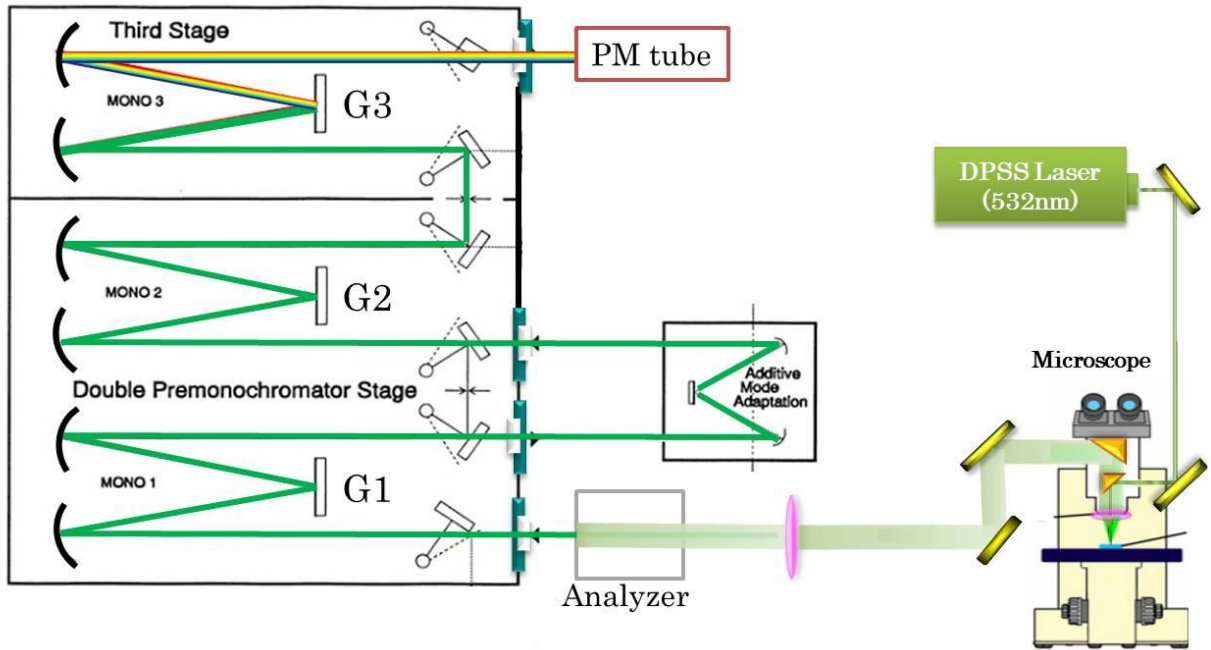 Third Stage
PM tube
MONO 3
G3
DPSS Laser
(532nm)
MONO 2
G2
Microscope
Additive
Mode
Adaptation
Double Premonochromator Stage
MONO 1
G1
Analyzer